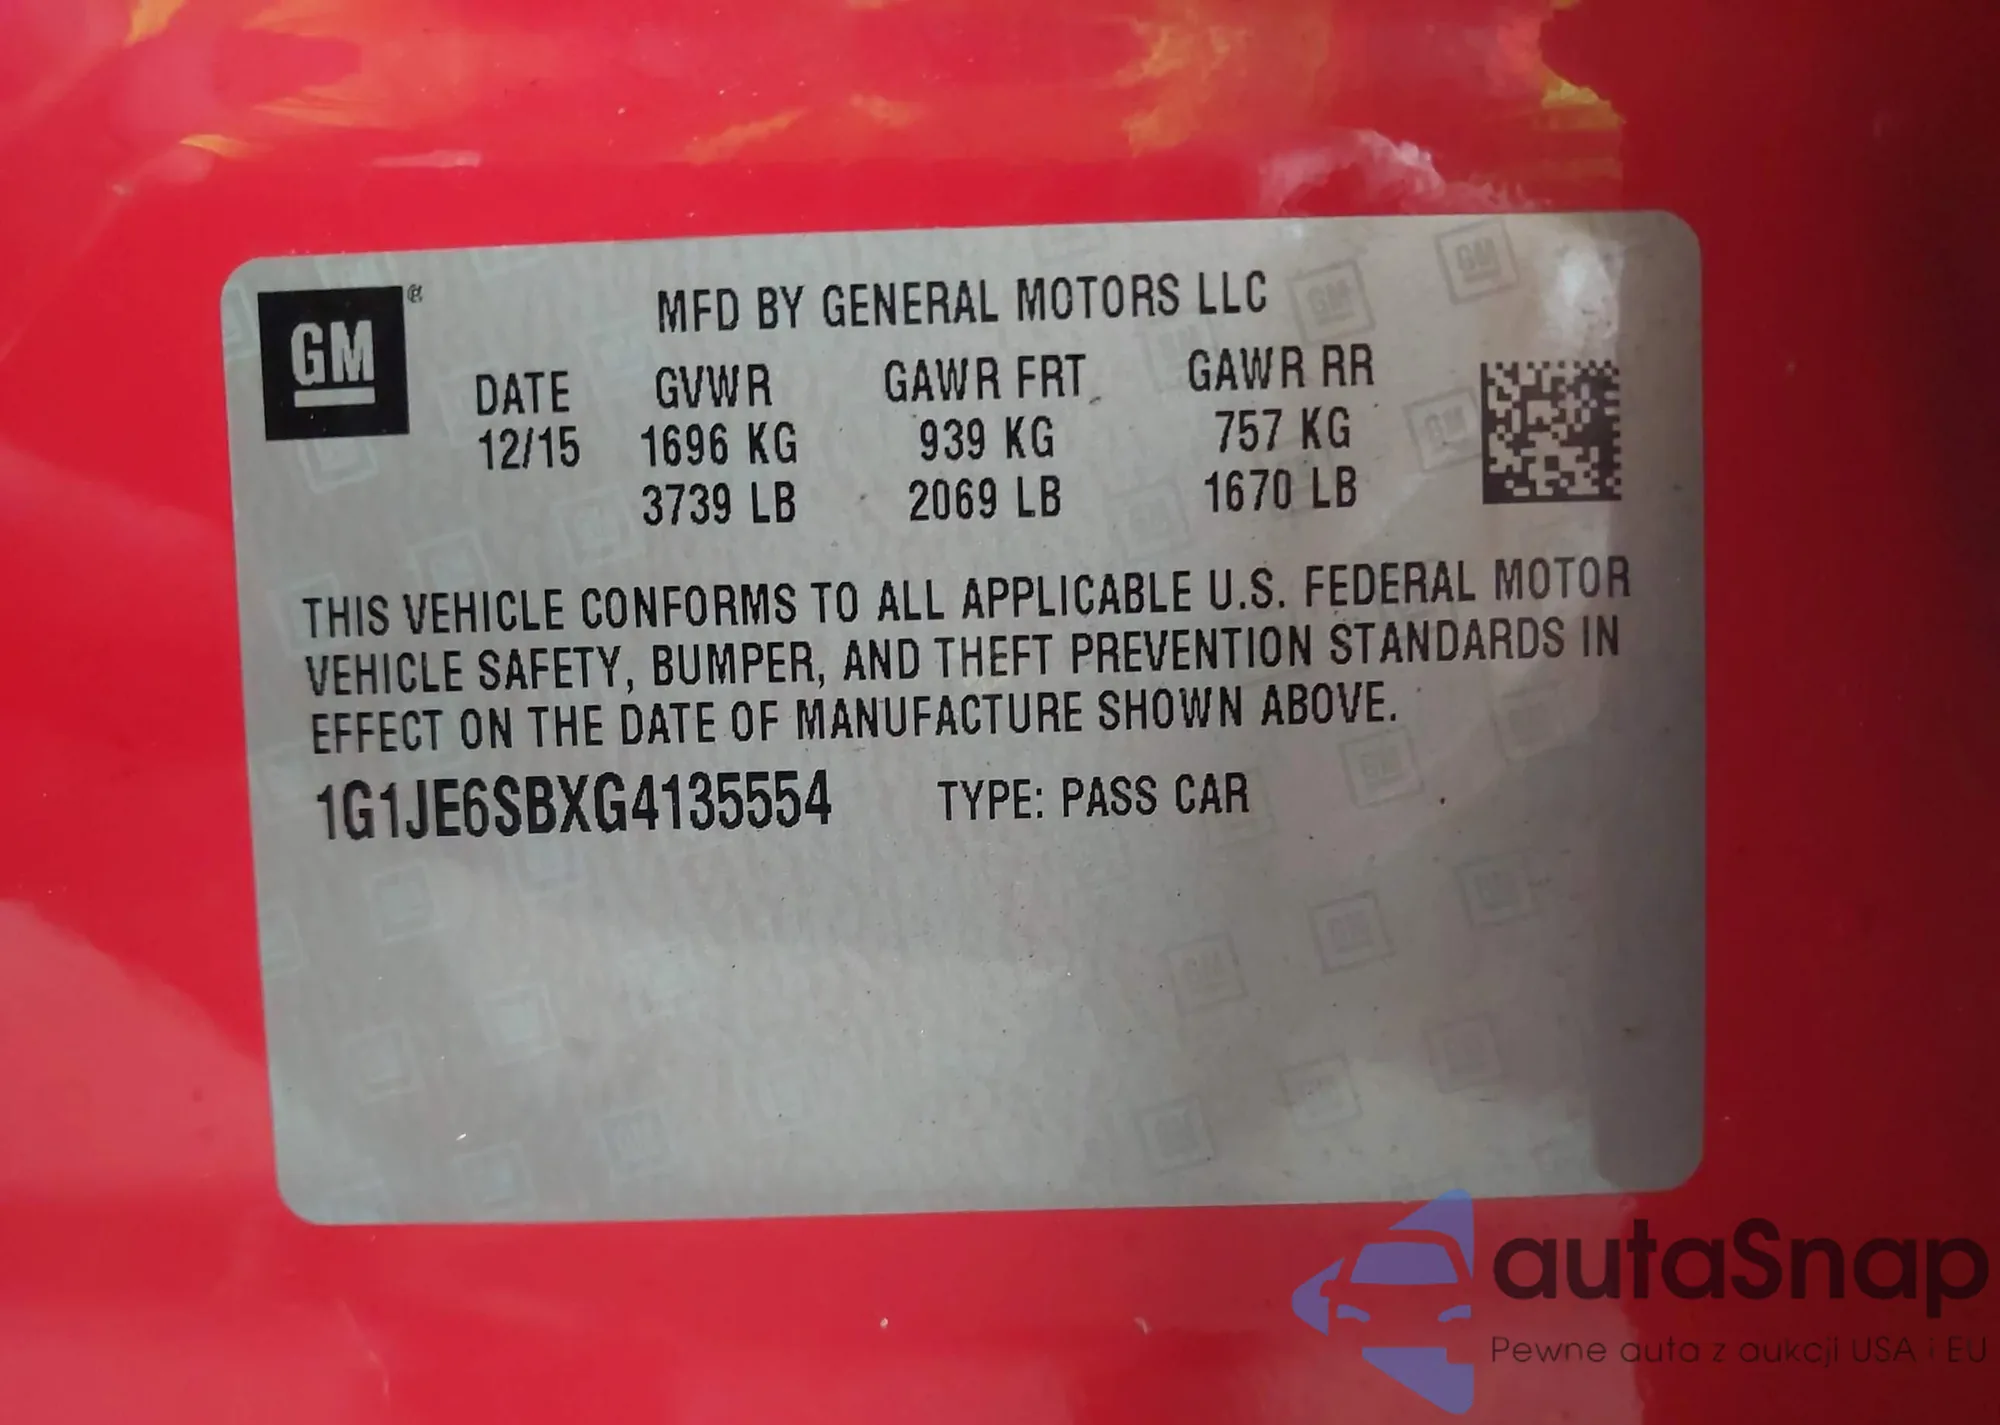 GM®
MFD BY GENERAL MOTORS LLC
DATE GVWR GAWR FRT GAWR RR
12/15 1696 KG 939 KG 757 KG
3739 LB 2069 LB 1670 LB
THIS VEHICLE CONFORMS TO ALL APPLICABLE U.S. FEDERAL MOTOR
VEHICLE SAFETY, BUMPER, AND THEFT PREVENTION STANDARDS IN
EFFECT ON THE DATE OF MANUFACTURE SHOWN ABOVE.
1G1JE6SBXG4135554 TYPE: PASS CAR
autaSnap
Pewne auta z aukcji USA i EU